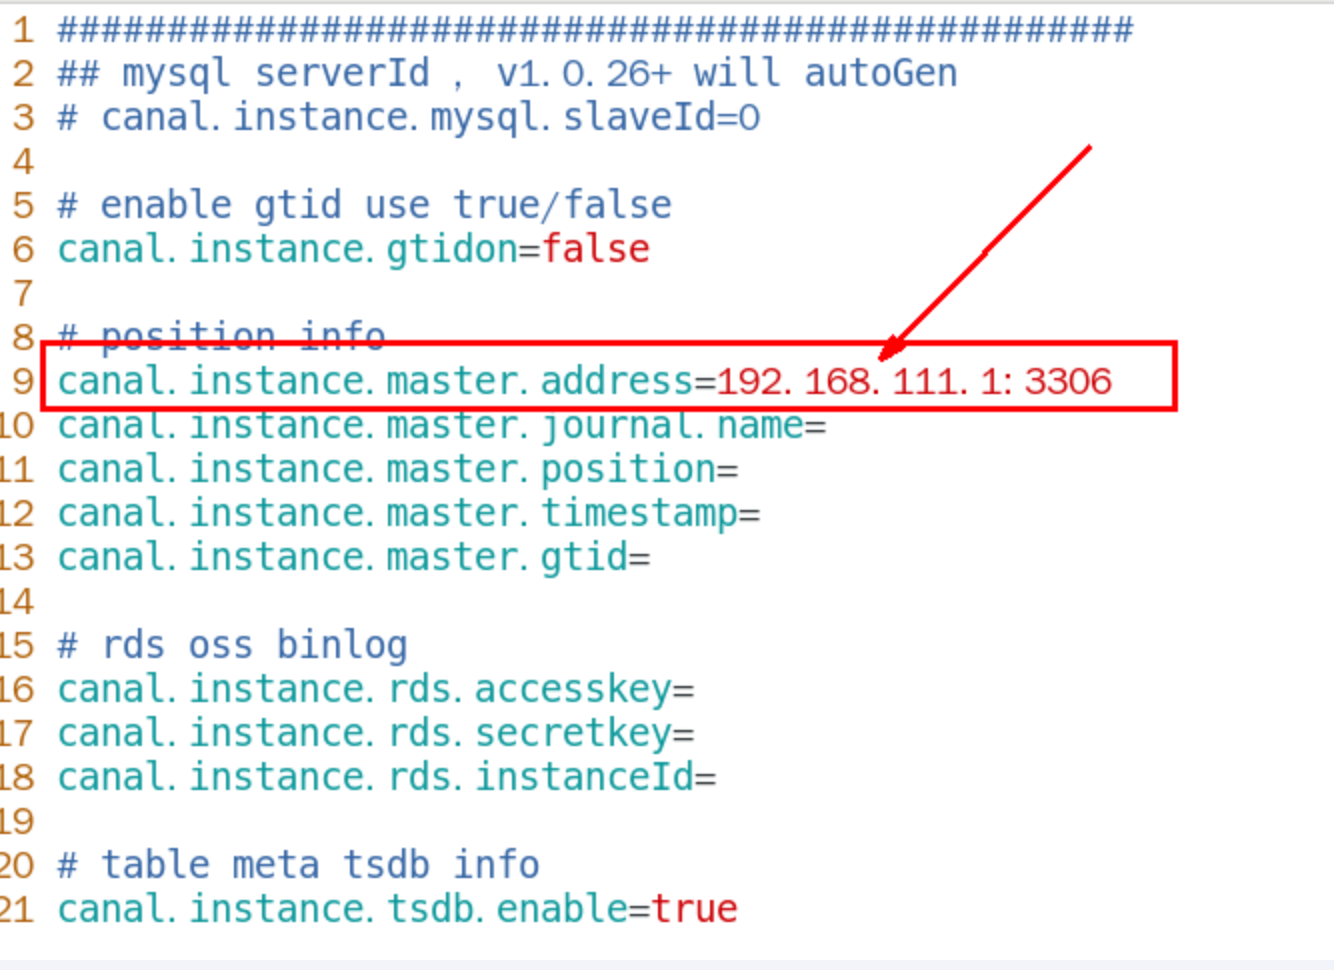 1 #################################################
2 ## mysql serverId , v1.0.26+ will autoGen
3 # canal.instance.mysql.slaveId=0
4
5 # enable gtid use true/false
6 canal.instance.gtidon=false
7
8 # position info
9 canal.instance.master.address=192.168.111.1:3306
10 canal.instance.master.journal.name=
11 canal.instance.master.position=
12 canal.instance.master.timestamp=
13 canal.instance.master.gtid=
14
15 # rds oss binlog
16 canal.instance.rds.accesskey=
17 canal.instance.rds.secretkey=
18 canal.instance.rds.instanceId=
19
20 # table meta tsdb info
21 canal.instance.tsdb.enable=true